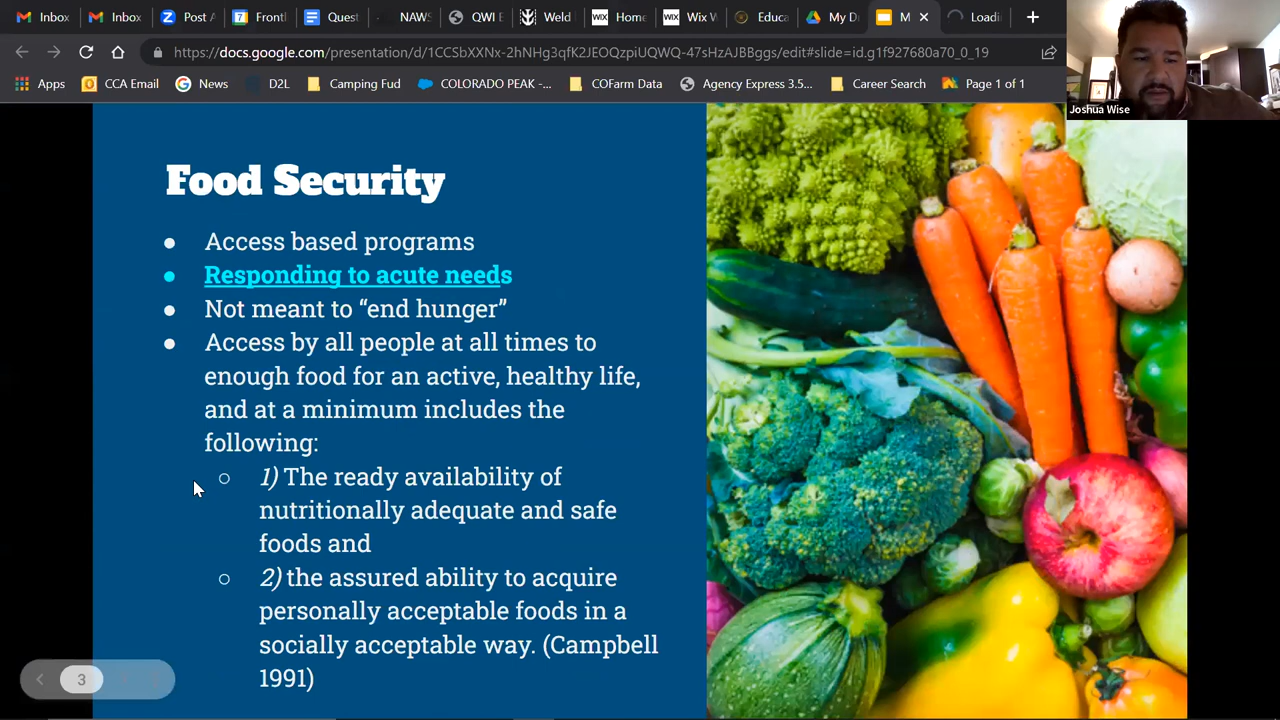 Inbox
Inbox
Post A
Frontl
Quest
NAWS
QWI E
Weld
Home
Wix W
Educa
My D
M
Loadi
https://docs.google.com/presentation/d/1CCSbXXNx-2hNHg3qfK2JEOQzpiUQWQ-47sHzAJBBggs/edit#slide=id.g1f927680a70_0_19
Apps
CCA Email
News
D2L
Camping Fud
COLORADO PEAK -...
COFarm Data
Agency Express 3.5...
Career Search
Page 1 of 1
Joshua Wise
Food Security
● Access based programs
● Responding to acute needs
● Not meant to “end hunger”
● Access by all people at all times to
enough food for an active, healthy life,
and at a minimum includes the
following:
○ 1) The ready availability of
nutritionally adequate and safe
foods and
○ 2) the assured ability to acquire
personally acceptable foods in a
socially acceptable way. (Campbell
1991)
3